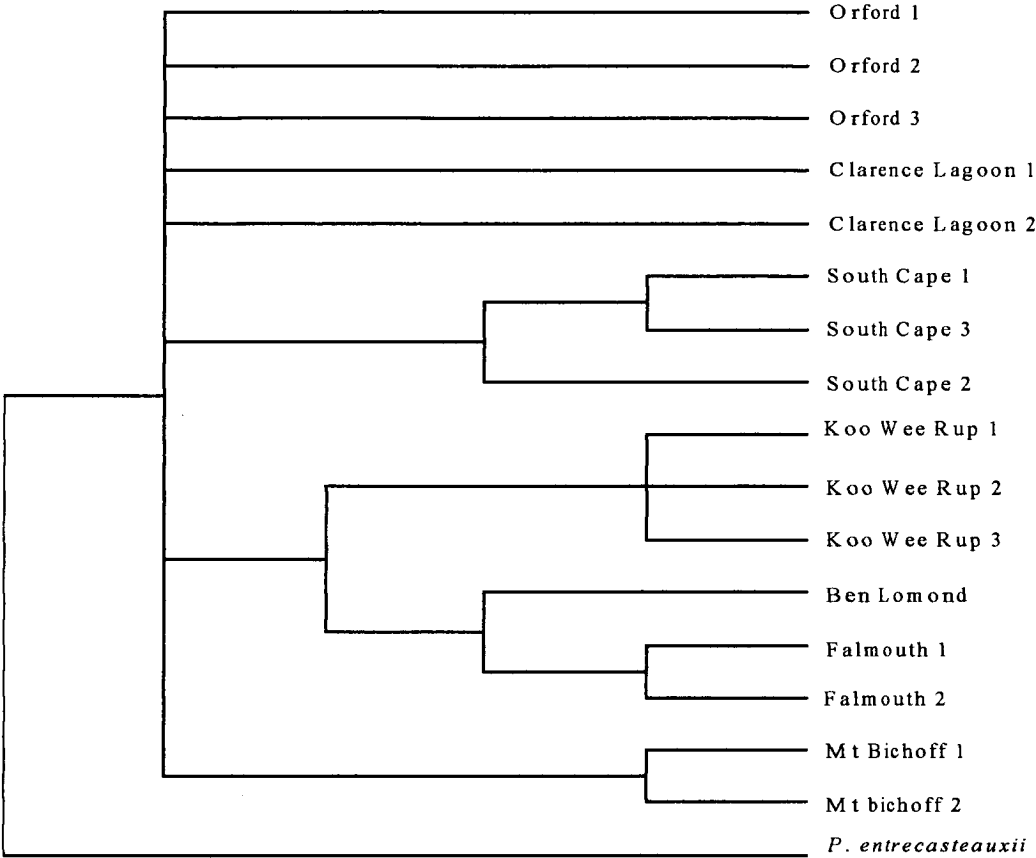 Orford 1
Orford 2
Orford 3
Clarence Lagoon 1
Clarence Lagoon 2
South Cape 1
South Cape 3
South Cape 2
Koo Wee Rup 1
Koo Wee Rup 2
Koo Wee Rup 3
Ben Lomond
Falmouth 1
Falmouth 2
Mt Bichoff 1
Mt bichoff 2
P. entrecasteauxii